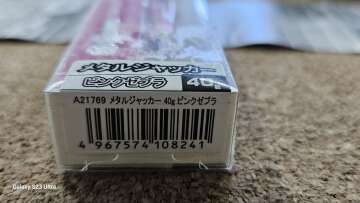 メタルジャッカー
ピンクゼブラ 40g
A21769 メタルジャッカー 40g ピンクゼブラ
4 967574 108241
Galaxy S23 Ultra